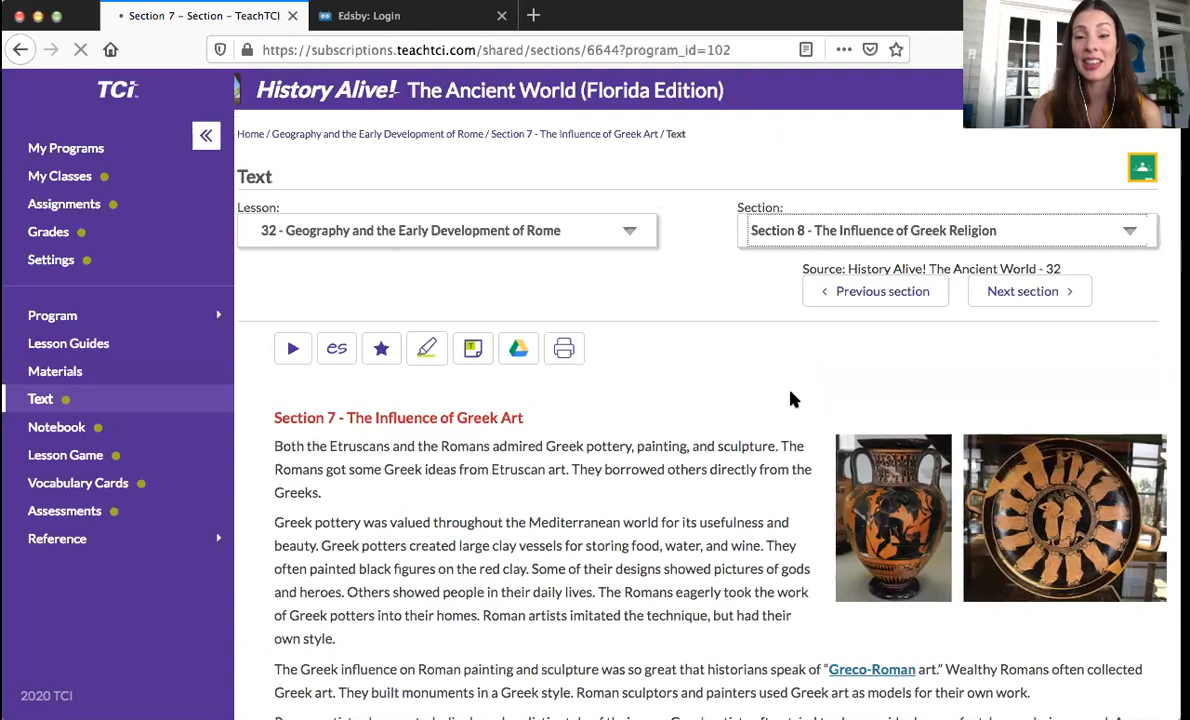 Section 7 – Section – TeachTCI
Edsby: Login
https://subscriptions.teachtci.com/shared/sections/6644?program_id=102
TCi
History Alive! The Ancient World (Florida Edition)
Home / Geography and the Early Development of Rome / Section 7 - The Influence of Greek Art / Text
My Programs
My Classes
Assignments
Grades
Settings
Program
Lesson Guides
Materials
Text
Notebook
Lesson Game
Vocabulary Cards
Assessments
Reference
2020 TCI
Text
Lesson:
32 - Geography and the Early Development of Rome
Section:
Section 8 - The Influence of Greek Religion
Source: History Alive! The Ancient World - 32
Previous section
Next section
es
Section 7 - The Influence of Greek Art
Both the Etruscans and the Romans admired Greek pottery, painting, and sculpture. The
Romans got some Greek ideas from Etruscan art. They borrowed others directly from the
Greeks.
Greek pottery was valued throughout the Mediterranean world for its usefulness and
beauty. Greek potters created large clay vessels for storing food, water, and wine. They
often painted black figures on the red clay. Some of their designs showed pictures of gods
and heroes. Others showed people in their daily lives. The Romans eagerly took the work
of Greek potters into their homes. Roman artists imitated the technique, but had their
own style.
The Greek influence on Roman painting and sculpture was so great that historians speak of “Greco-Roman art.” Wealthy Romans often collected
Greek art. They built monuments in a Greek style. Roman sculptors and painters used Greek art as models for their own work.